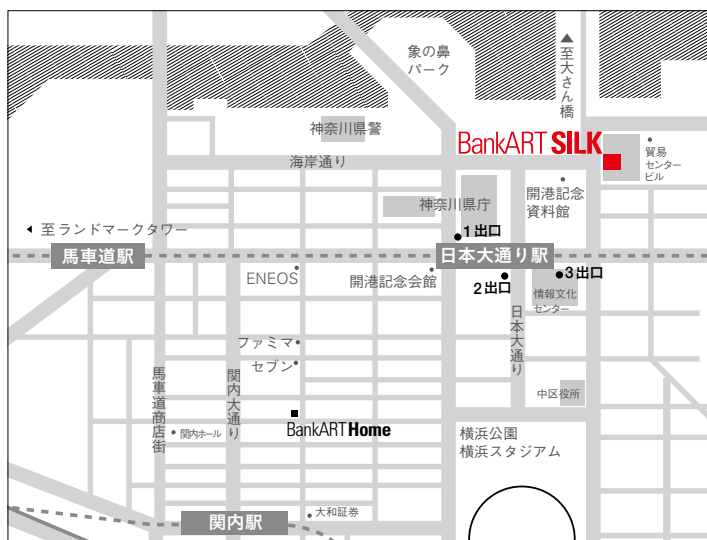 象の鼻
パーク
▲至大さん橋
神奈川県警
BankART SILK
貿易
センター
ビル
海岸通り
開港記念
資料館
神奈川県庁
◀ 至ランドマークタワー
1出口
馬車道駅
日本大通り駅
ENEOS
開港記念会館
2出口
3出口
情報文化
センター
日本大通り
ファミマ
セブン
馬車道商店街
関内大通り
中区役所
関内ホール
BankART Home
横浜公園
横浜スタジアム
大和証券
関内駅